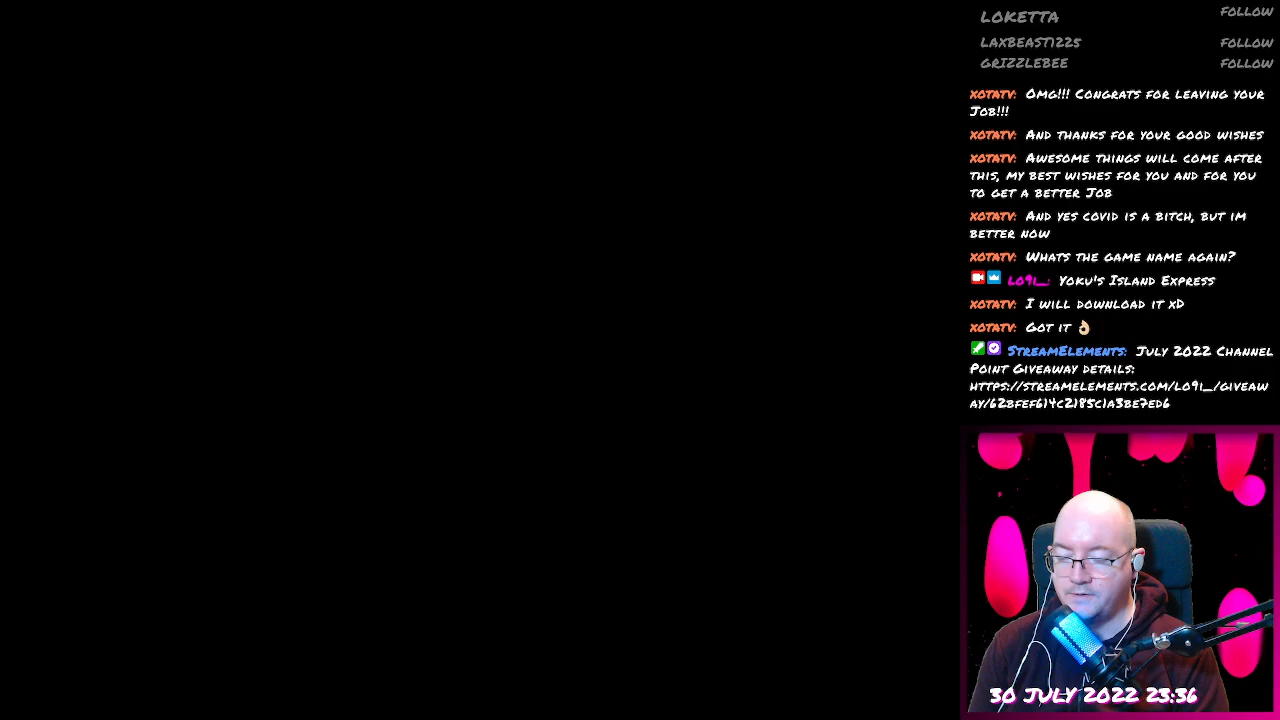 LOKETTA FOLLOW
LAXBEAST1225 FOLLOW
GRIZZLEBEE FOLLOW
XOTATV: OMG!!! CONGRATS FOR LEAVING YOUR
JOB!!!
XOTATV: AND THANKS FOR YOUR GOOD WISHES
XOTATV: AWESOME THINGS WILL COME AFTER
THIS, MY BEST WISHES FOR YOU AND FOR YOU
TO GET A BETTER JOB
XOTATV: AND YES COVID IS A BITCH, BUT IM
BETTER NOW
XOTATV: WHATS THE GAME NAME AGAIN?
LO9I_: YOKU'S ISLAND EXPRESS
XOTATV: I WILL DOWNLOAD IT XD
XOTATV: GOT IT 👌🏼
STREAMELEMENTS: JULY 2022 CHANNEL
POINT GIVEAWAY DETAILS:
HTTPS://STREAMELEMENTS.COM/LO9I_/GIVEAW
AY/62BFEF614C2185C1A3BE7ED6
30 JULY 2022 23:36